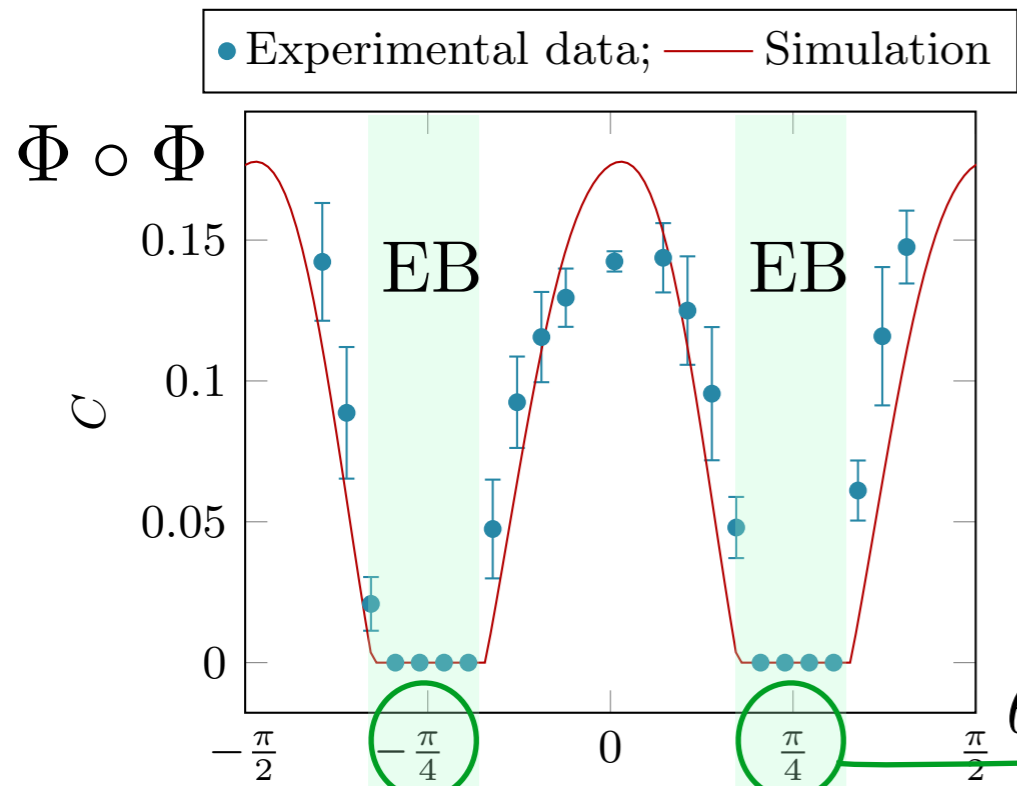 Experimental data; Simulation
Φ ∘ Φ
0.15
EB EB
0.1
C
0.05
0
−π/2 −π/4 0 π/4 π/2